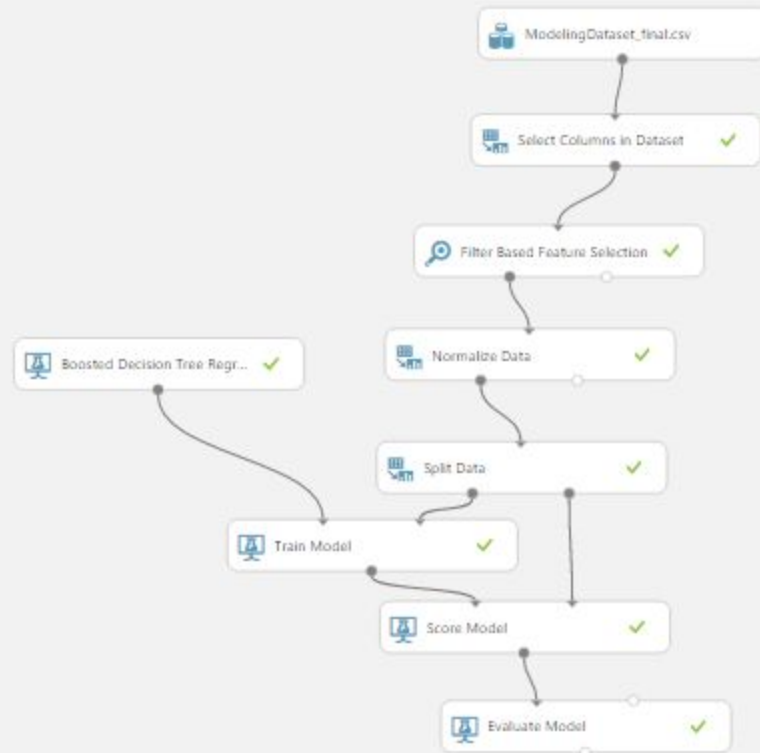 ModelingDataset_final.csv
Select Columns in Dataset
Filter Based Feature Selection
Boosted Decision Tree Regr...
Normalize Data
Split Data
Train Model
Score Model
Evaluate Model